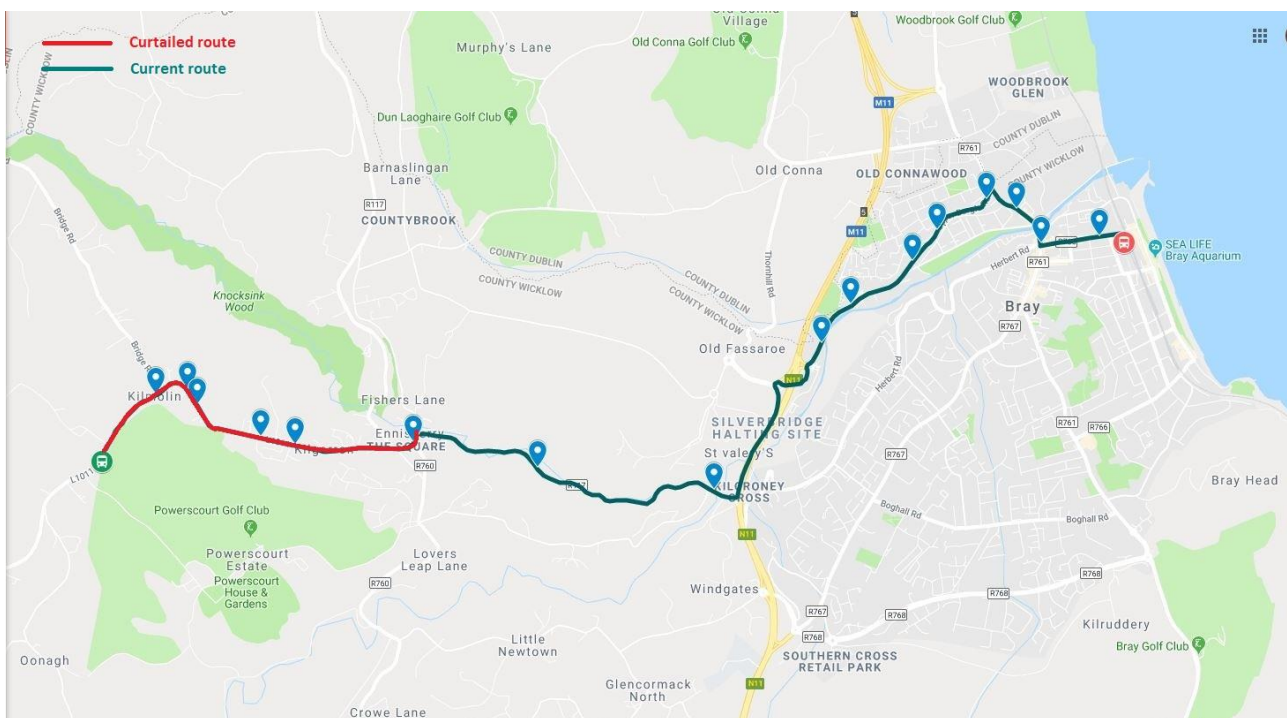 Curtailed route
Current route
Old Conna
Village
Woodbrook Golf Club
Murphy's Lane
Old Conna Golf Club
5
COUNTY WICKLOW
WOODBROOK
GLEN
M11
Dun Laoghaire Golf Club
COUNTY DUBLIN
R761
COUNTY WICKLOW
Barnaslingan
Lane
Old Conna
OLD CONNAWOOD
R117
COUNTYBROOK
5
Bridge Rd
M11
SEA LIFE
Bray Aquarium
COUNTY DUBLIN
COUNTY WICKLOW
Thornhill Rd
Herbert Rd
R761
Knocksink
Wood
COUNTY DUBLIN
COUNTY WICKLOW
Bray
R767
Old Fassaroe
Bridge Rd
Herbert Rd
N11
Kilmolin
Fishers Lane
SILVERBRIDGE
HALTING SITE
R761
R766
THE SQUARE
St valery'S
R767
R760
L1011
KILCRONEY
CROSS
Bray Head
Boghall Rd
Boghall Rd
Powerscourt Golf Club
N11
Powerscourt
Estate
Lovers
Leap Lane
Powerscourt
House &
Gardens
R760
Windgates
R768
R768
R767
R768
R768
Kilruddery
Little
Newtown
Bray Golf Club
SOUTHERN CROSS
RETAIL PARK
Oonagh
Glencormack
North
N11
Crowe Lane